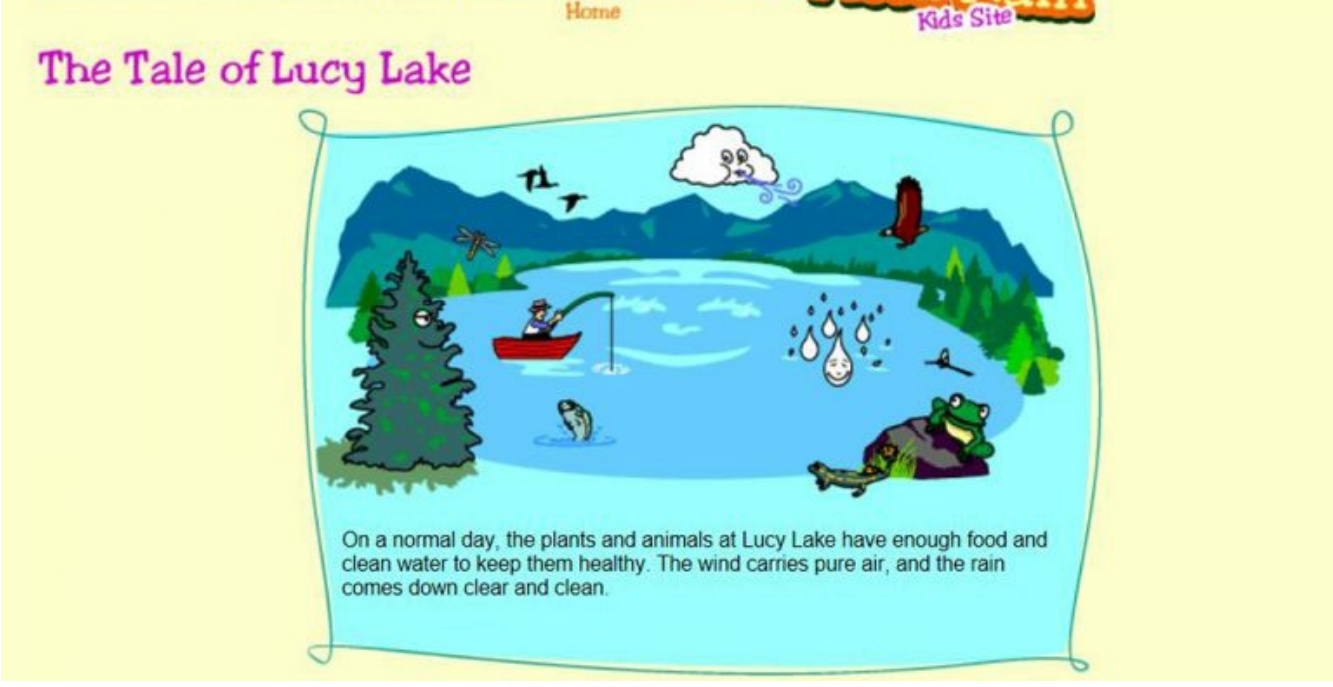 Home
Kids Site
The Tale of Lucy Lake
On a normal day, the plants and animals at Lucy Lake have enough food and
clean water to keep them healthy. The wind carries pure air, and the rain
comes down clear and clean.